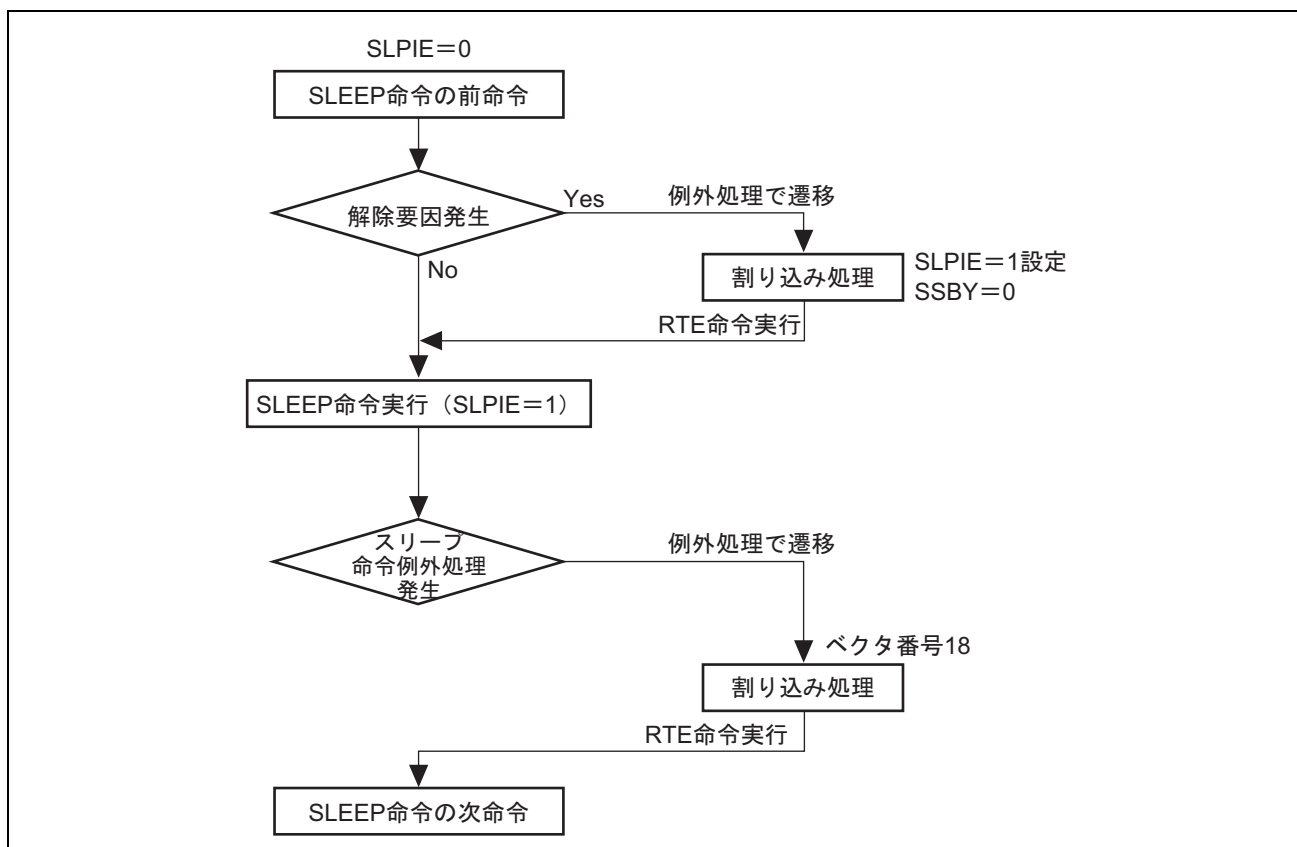 SLPIE＝0
SLEEP命令の前命令
解除要因発生
Yes
例外処理で遷移
No
割り込み処理
SLPIE＝1設定
SSBY＝0
RTE命令実行
SLEEP命令実行（SLPIE＝1）
スリープ
命令例外処理
発生
例外処理で遷移
ベクタ番号18
割り込み処理
RTE命令実行
SLEEP命令の次命令